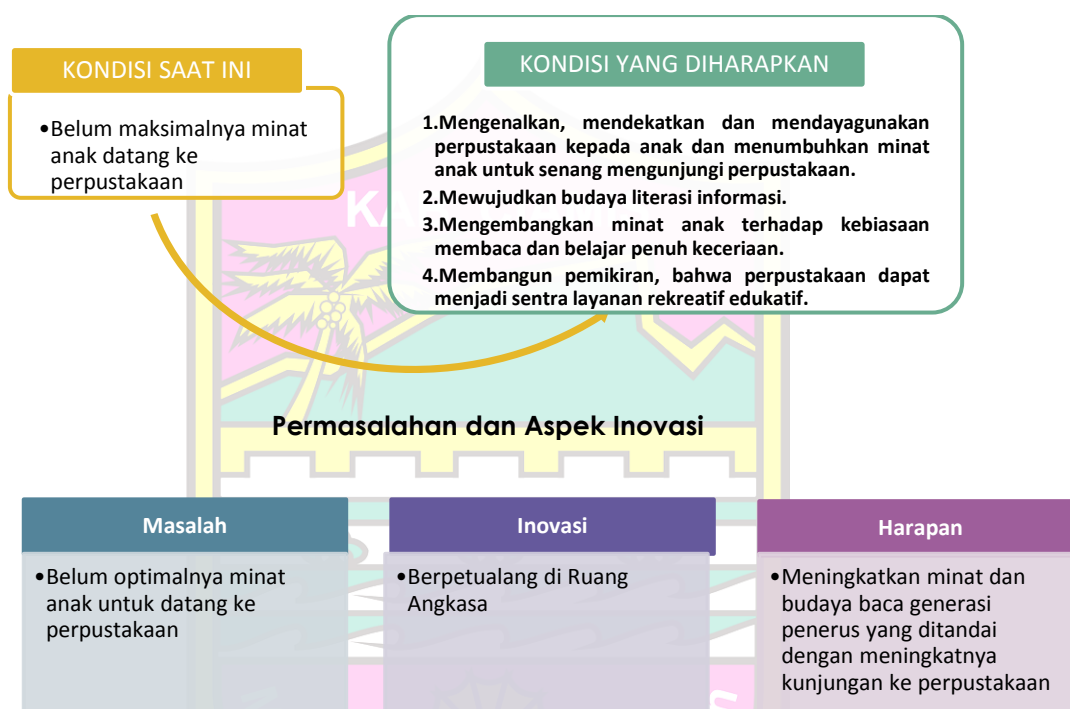 KONDISI SAAT INI
•Belum maksimalnya minat
anak datang ke
perpustakaan
KONDISI YANG DIHARAPKAN
1.Mengenalkan, mendekatkan dan mendayagunakan
perpustakaan kepada anak dan menumbuhkan minat
anak untuk senang mengunjungi perpustakaan.
2.Mewujudkan budaya literasi informasi.
3.Mengembangkan minat anak terhadap kebiasaan
membaca dan belajar penuh keceriaan.
4.Membangun pemikiran, bahwa perpustakaan dapat
menjadi sentra layanan rekreatif edukatif.
Permasalahan dan Aspek Inovasi
Masalah
•Belum optimalnya minat
anak untuk datang ke
perpustakaan
Inovasi
•Berpetualang di Ruang
Angkasa
Harapan
•Meningkatkan minat dan
budaya baca generasi
penerus yang ditandai
dengan meningkatnya
kunjungan ke perpustakaan